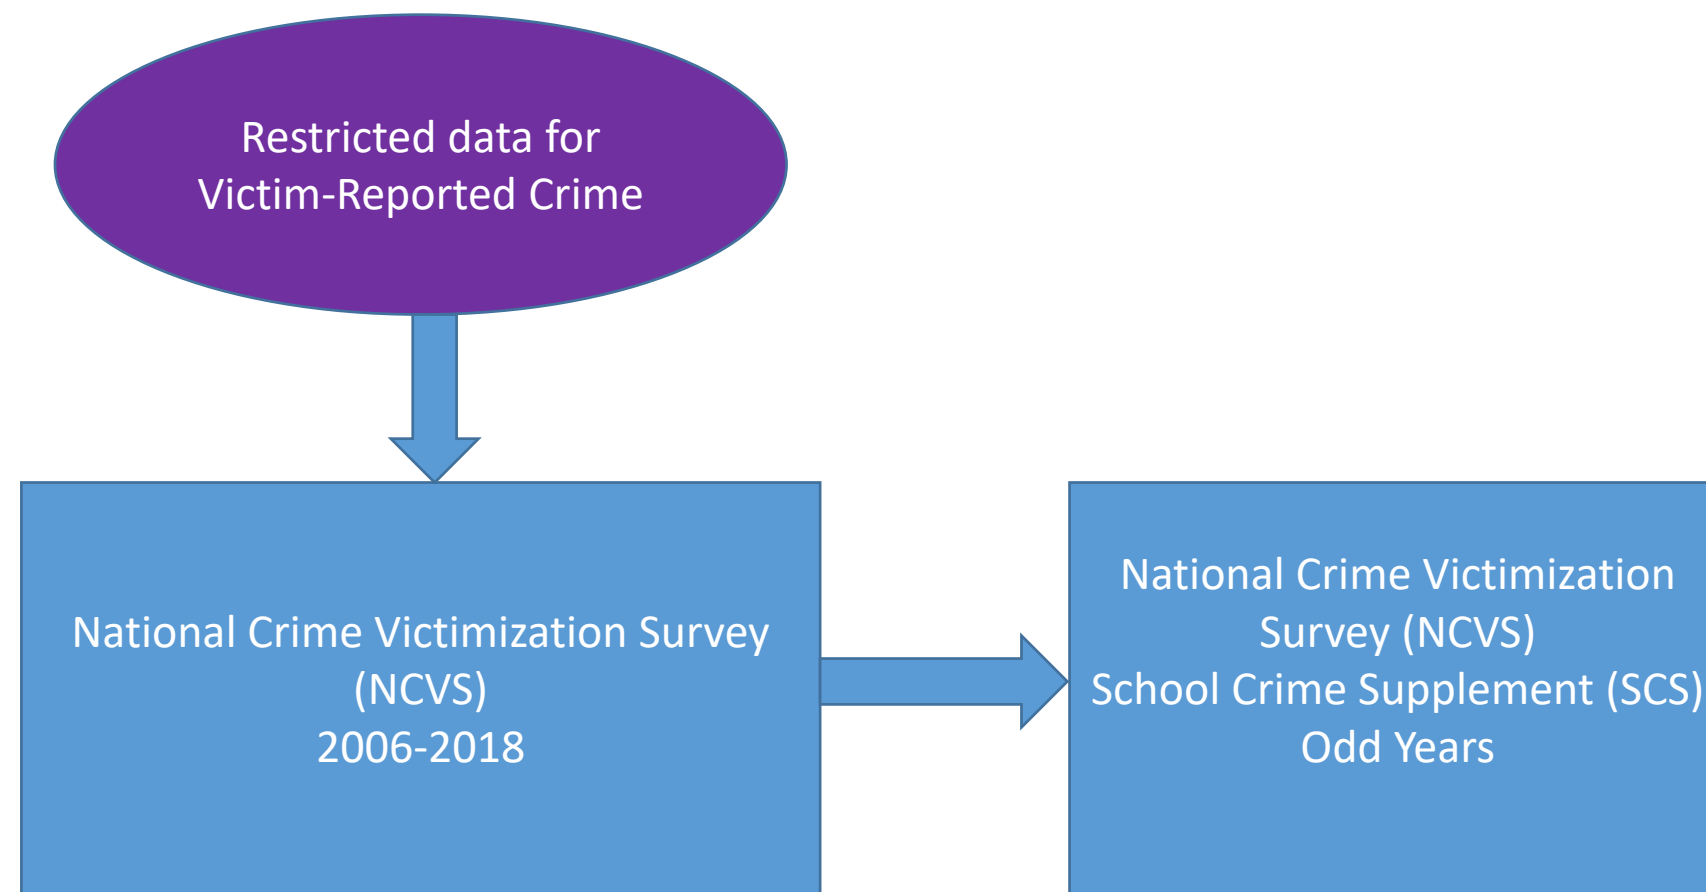 Restricted data for
Victim-Reported Crime
National Crime Victimization Survey
(NCVS)
2006-2018
National Crime Victimization
Survey (NCVS)
School Crime Supplement (SCS)
Odd Years